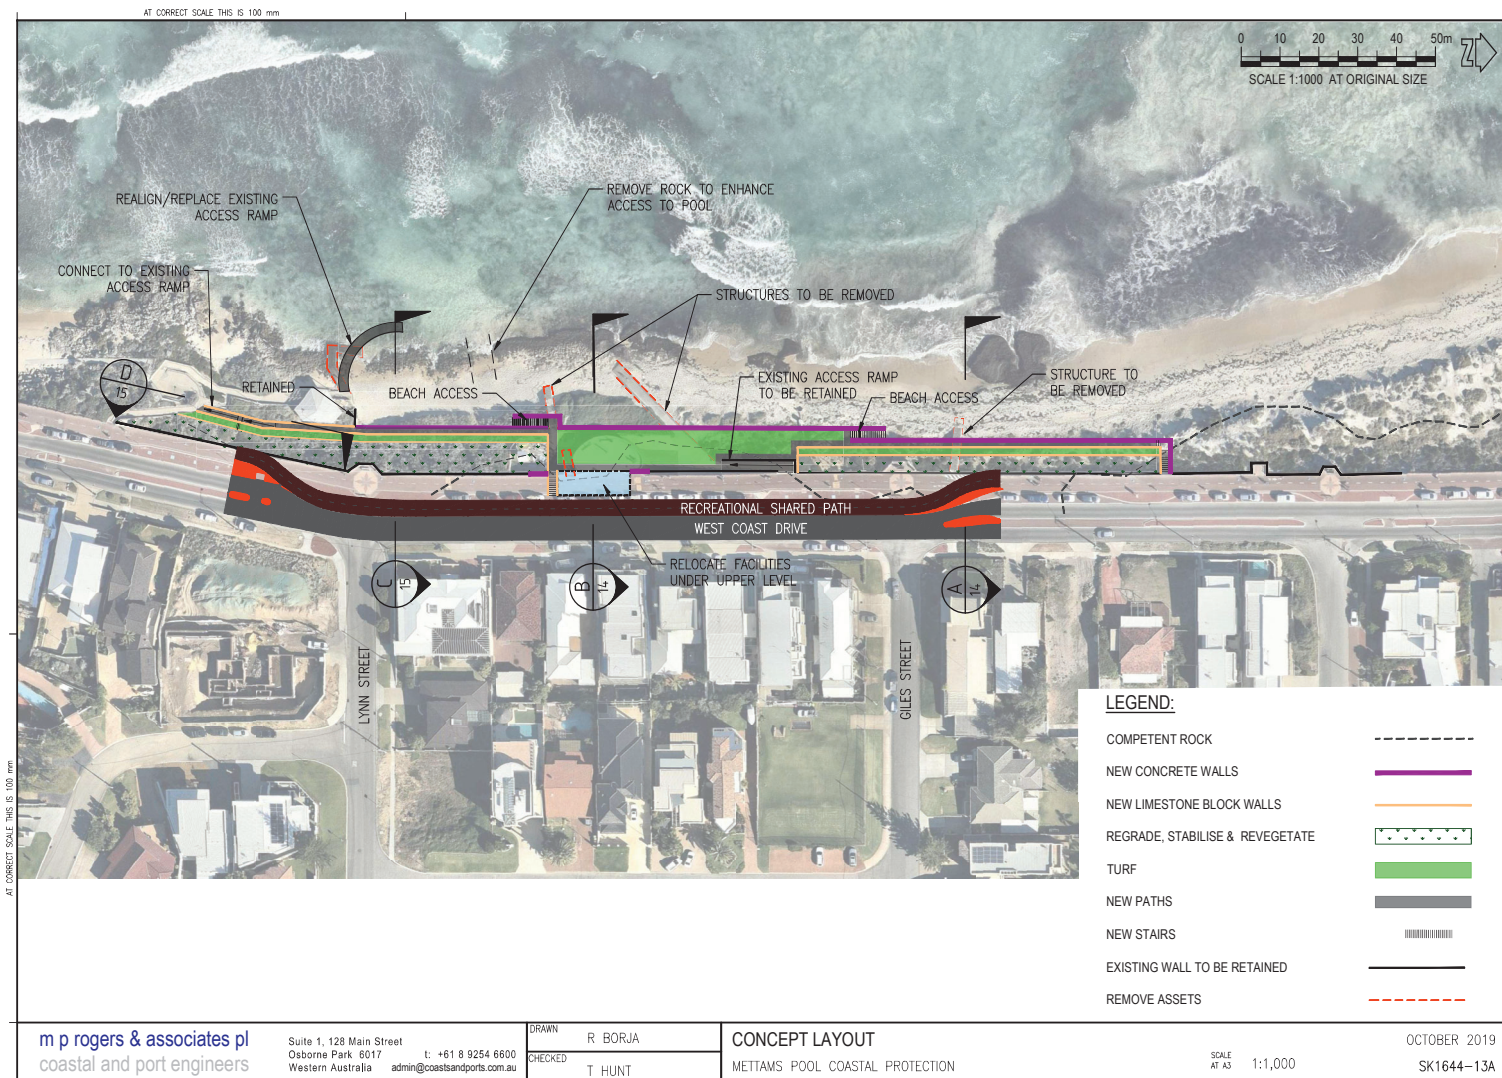 AT CORRECT SCALE THIS IS 100 mm
0 10 20 30 40 50m
Z
SCALE 1:1000 AT ORIGINAL SIZE
REALIGN/REPLACE EXISTING
ACCESS RAMP
REMOVE ROCK TO ENHANCE
ACCESS TO POOL
CONNECT TO EXISTING
ACCESS RAMP
STRUCTURES TO BE REMOVED
D
15
RETAINED
BEACH ACCESS
EXISTING ACCESS RAMP
TO BE RETAINED
BEACH ACCESS
STRUCTURE TO
BE REMOVED
RECREATIONAL SHARED PATH
WEST COAST DRIVE
RELOCATE FACILITIES
UNDER UPPER LEVEL
C
15
B
14
A
14
LYNN STREET
GILES STREET
AT CORRECT SCALE THIS IS 100 mm
LEGEND:
COMPETENT ROCK
NEW CONCRETE WALLS
NEW LIMESTONE BLOCK WALLS
REGRADE, STABILISE & REVEGETATE
TURF
NEW PATHS
NEW STAIRS
EXISTING WALL TO BE RETAINED
REMOVE ASSETS
m p rogers & associates pl
coastal and port engineers
Suite 1, 128 Main Street
Osborne Park 6017 t: +61 8 9254 6600
Western Australia admin@coastsandports.com.au
DRAWN
R BORJA
CHECKED
T HUNT
CONCEPT LAYOUT
METTAMS POOL COASTAL PROTECTION
SCALE
AT A3 1:1,000
OCTOBER 2019
SK1644-13A